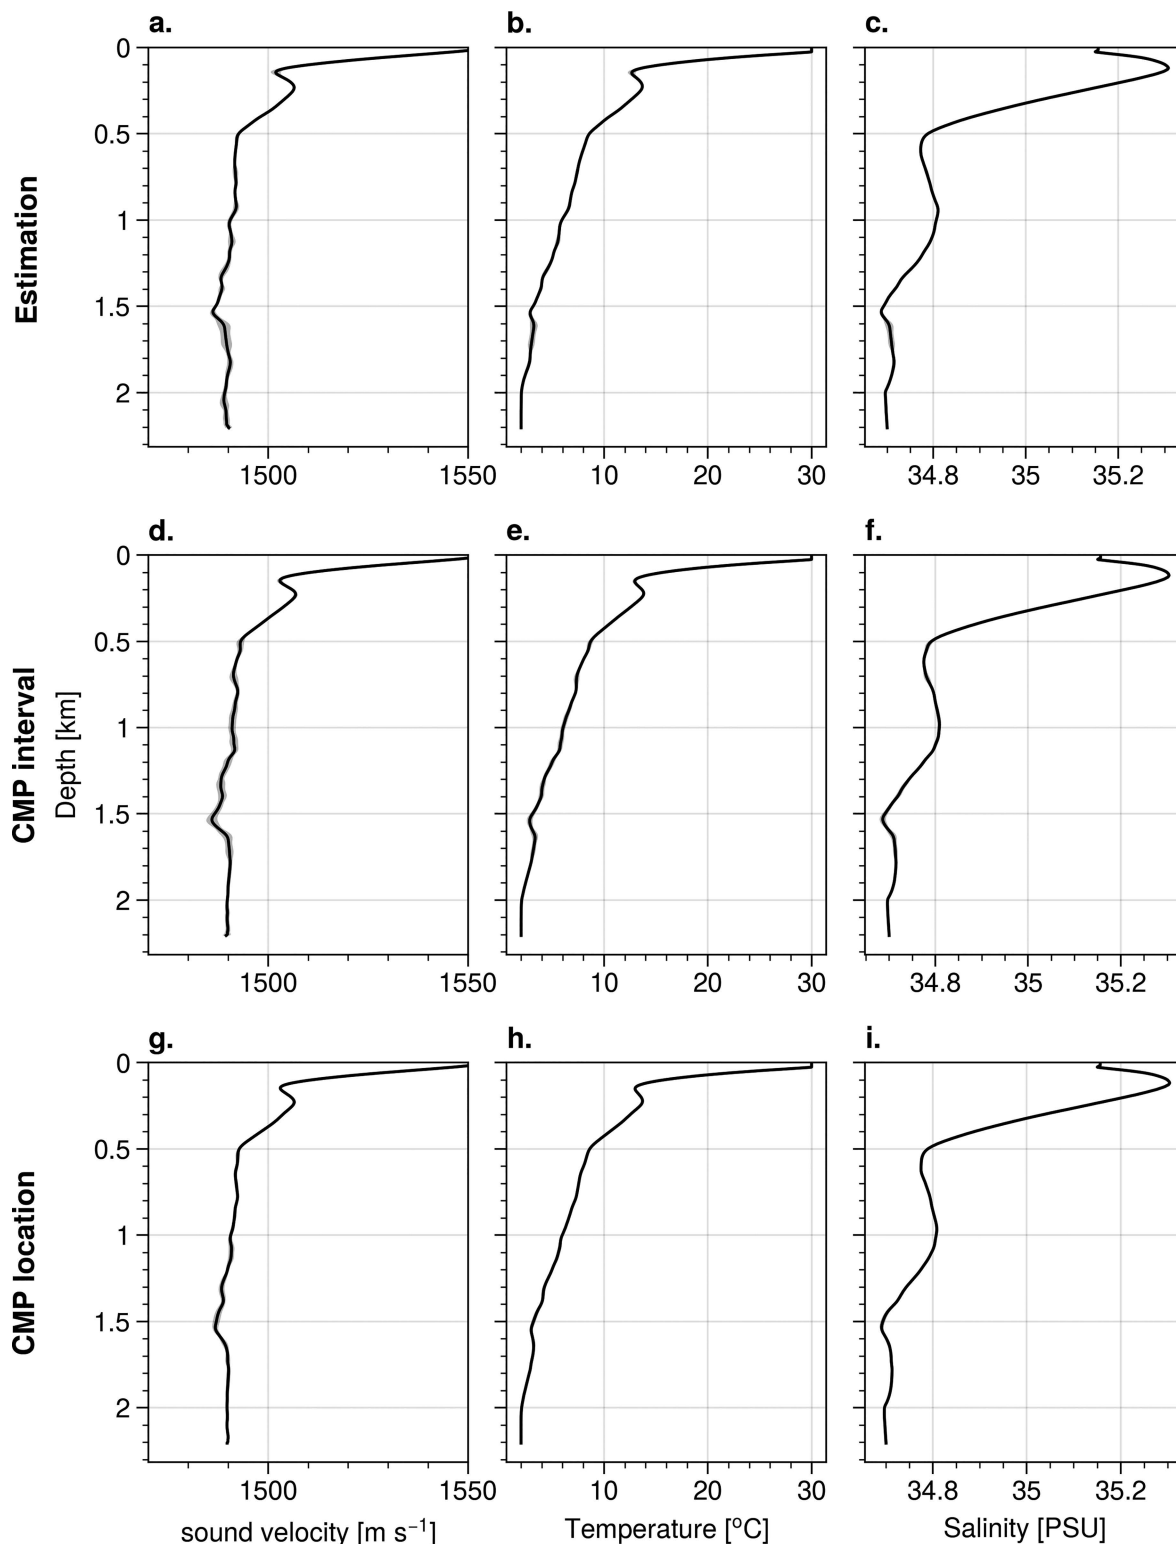 a. b. c.
0
0.5
1
1.5
2
Estimation
1500 1550 10 20 30 34.8 35 35.2
d. e. f.
0
0.5
1
1.5
2
CMP interval
Depth [km]
1500 1550 10 20 30 34.8 35 35.2
g. h. i.
0
0.5
1
1.5
2
CMP location
1500 1550 10 20 30 34.8 35 35.2
sound velocity [m s⁻¹] Temperature [ºC] Salinity [PSU]